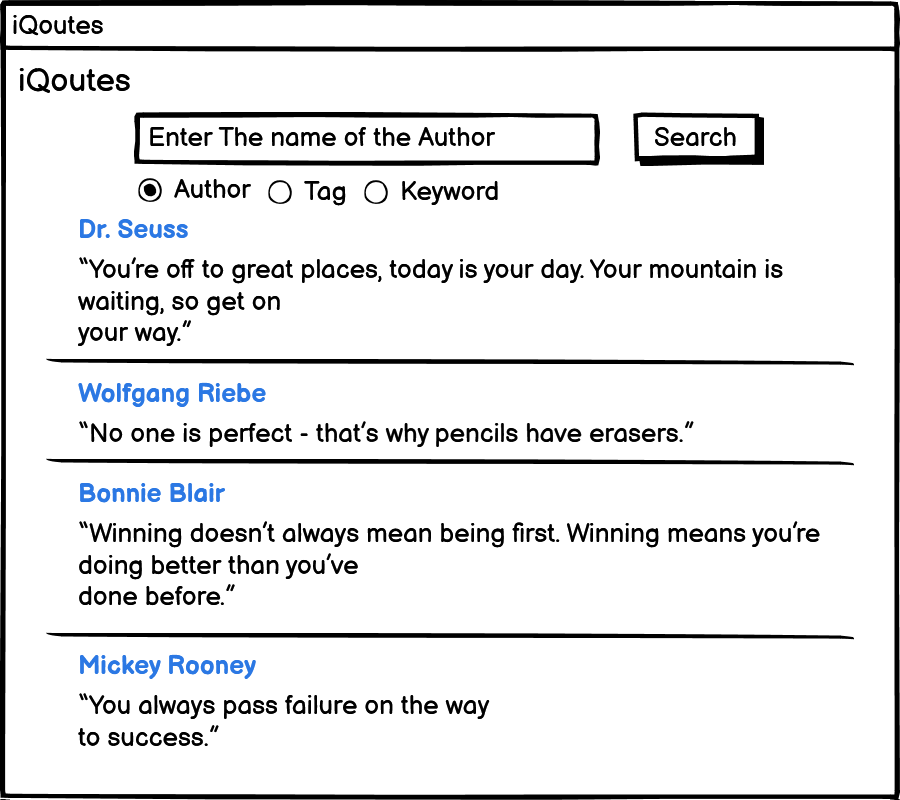 iQoutes
iQoutes
Enter The name of the Author
Search
Author
Tag
Keyword
Dr. Seuss
“You're off to great places, today is your day. Your mountain is
waiting, so get on
your way.”
Wolfgang Riebe
“No one is perfect - that's why pencils have erasers.”
Bonnie Blair
“Winning doesn't always mean being first. Winning means you're
doing better than you've
done before.”
Mickey Rooney
“You always pass failure on the way
to success.”